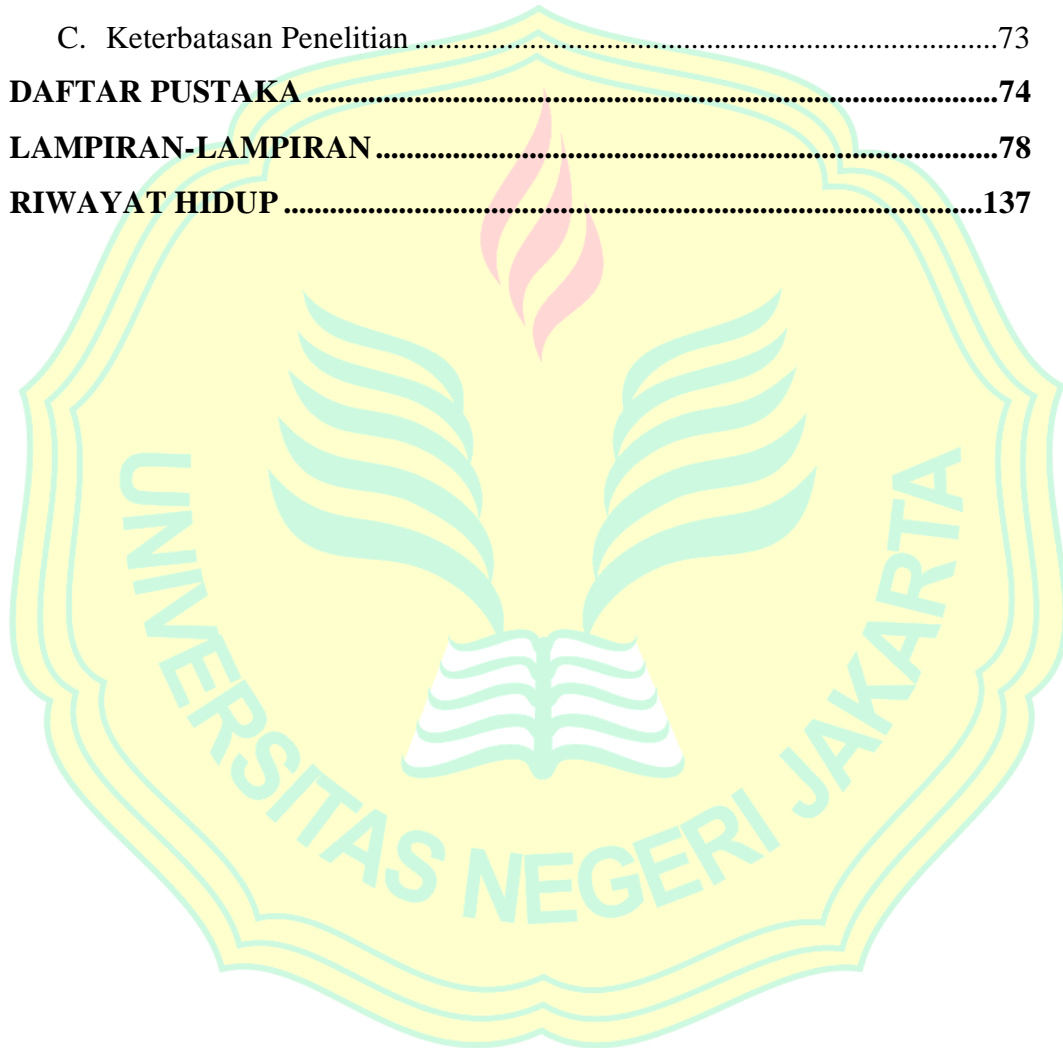 C. Keterbatasan Penelitian ........................................................................73
DAFTAR PUSTAKA ........................................................................74
LAMPIRAN-LAMPIRAN ........................................................................78
RIWAYAT HIDUP ........................................................................137
UNIVERSITAS NEGERI JAKARTA